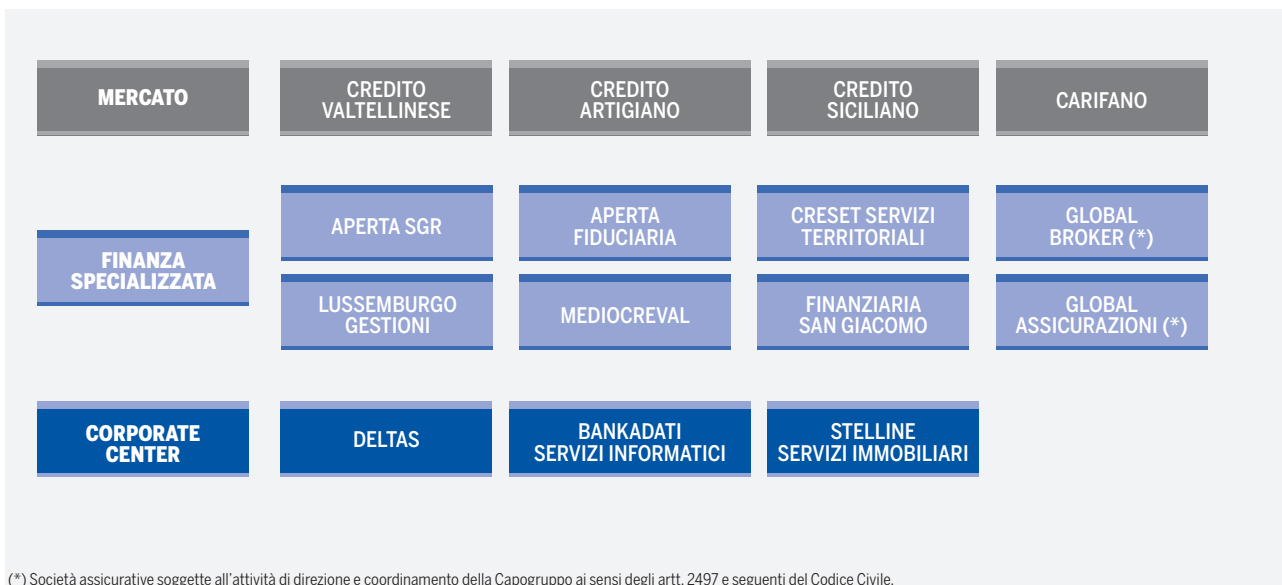 MERCATO
CREDITO
VALTELLINESE
CREDITO
ARTIGIANO
CREDITO
SICILIANO
CARIFANO
FINANZA
SPECIALIZZATA
APERTA SGR
APERTA
FIDUCIARIA
CRESET SERVIZI
TERRITORIALI
GLOBAL
BROKER (*)
LUSSEMBURGO
GESTIONI
MEDIOCREVAL
FINANZIARIA
SAN GIACOMO
GLOBAL
ASSICURAZIONI (*)
CORPORATE
CENTER
DELTAS
BANKADATI
SERVIZI INFORMATICI
STELLINE
SERVIZI IMMOBILIARI
(*) Società assicurative soggette all'attività di direzione e coordinamento della Capogruppo ai sensi degli artt. 2497 e seguenti del Codice Civile.